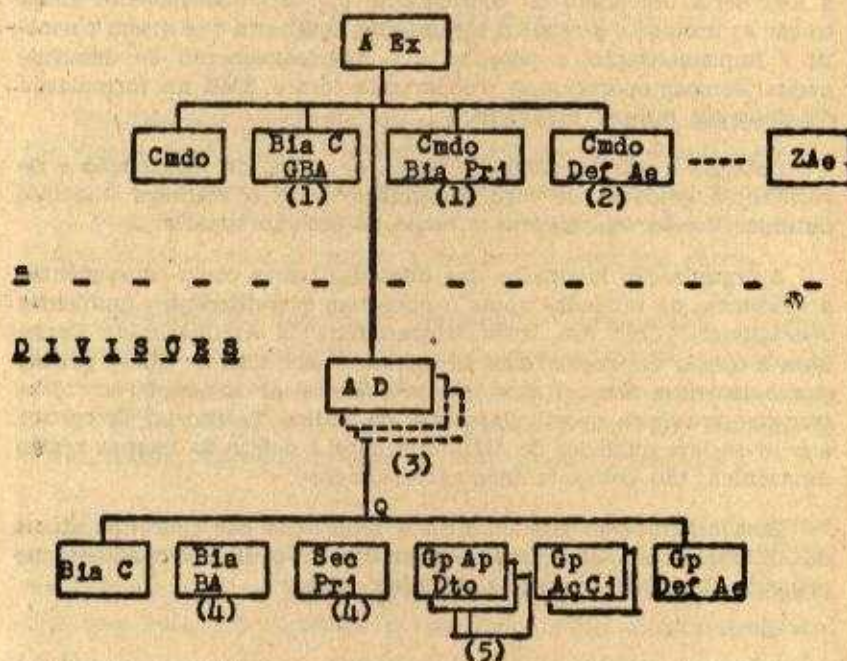 A Ex
Cmdo
Bia C
GBA
(1)
Cmdo
Bia Pri
(1)
Cmdo
Def Ae
(2)
ZAe
DIVISÕES
A D
(3)
Bia C
Bia
BA
(4)
Sec
Pri
(4)
Gp Ap
Dto
(5)
Gp
AçCj
Gp
Def Ae